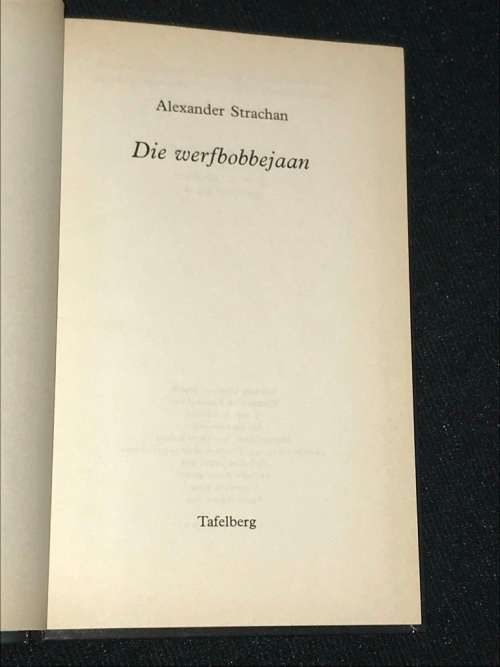 Alexander Strachan
Die werfbobbejaan
Tafelberg